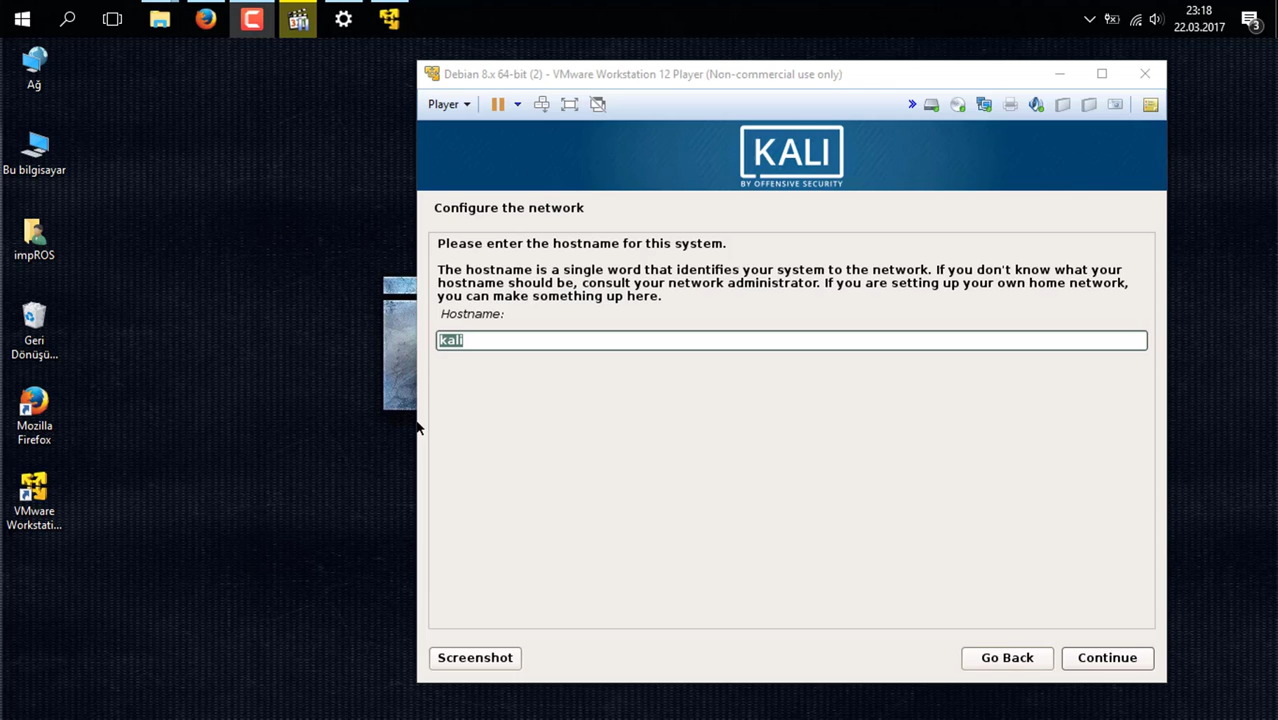 23:18
22.03.2017
3
Ağ
Bu bilgisayar
impROS
Geri
Dönüşü...
Mozilla
Firefox
VMware
Workstati...
Debian 8.x 64-bit (2) - VMware Workstation 12 Player (Non-commercial use only)
Player
KALI
BY OFFENSIVE SECURITY
Configure the network
Please enter the hostname for this system.
The hostname is a single word that identifies your system to the network. If you don't know what your
hostname should be, consult your network administrator. If you are setting up your own home network,
you can make something up here.
Hostname:
kali
Screenshot
Go Back
Continue